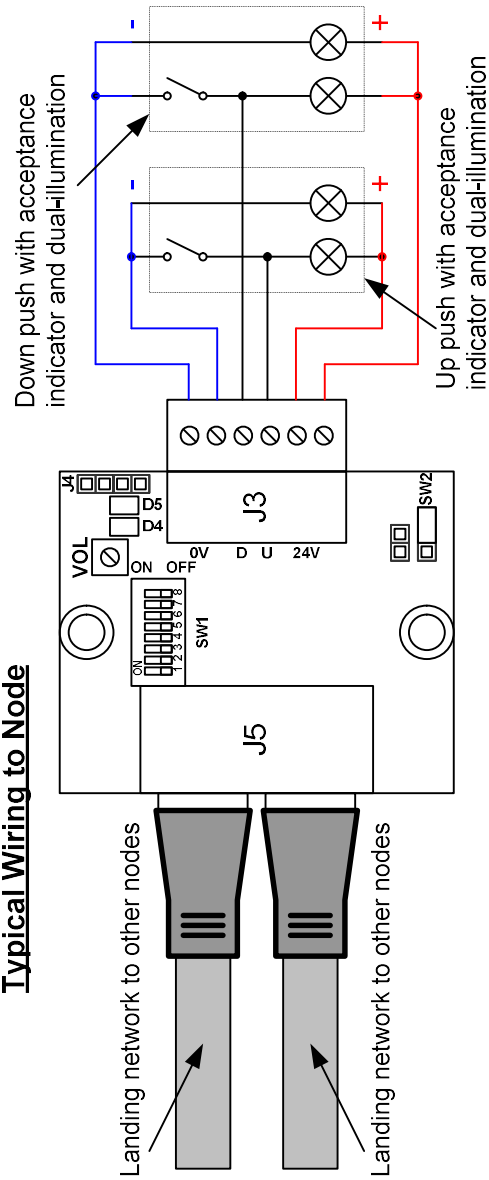 Typical Wiring to Node
Landing network to other nodes
Landing network to other nodes
J5
ON
1 2 3 4 5 6 7 8
SW1
ON OFF
VOL
D4 D5
J4
0V
D
U
24V
J3
SW2
Down push with acceptance
indicator and dual-illumination
-
+
-
+
Up push with acceptance
indicator and dual-illumination